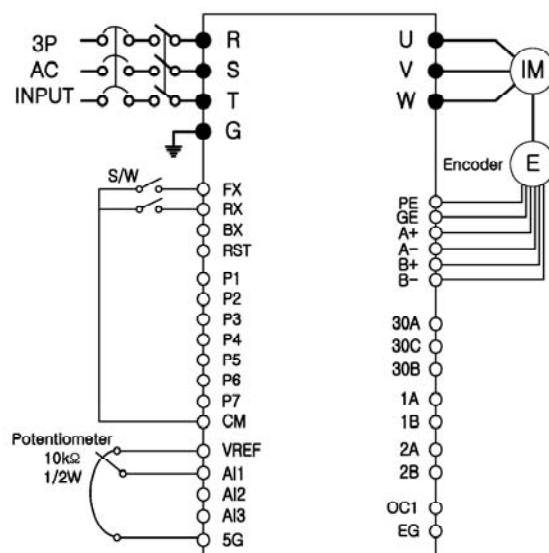 3P
AC
INPUT
R
S
T
G
U
V
W
IM
Encoder
E
S/W
FX
RX
BX
RST
P1
P2
P3
P4
P5
P6
P7
CM
Potentiometer
10kΩ
1/2W
VREF
AI1
AI2
AI3
5G
PE
GE
A+
A-
B+
B-
30A
30C
30B
1A
1B
2A
2B
OC1
EG